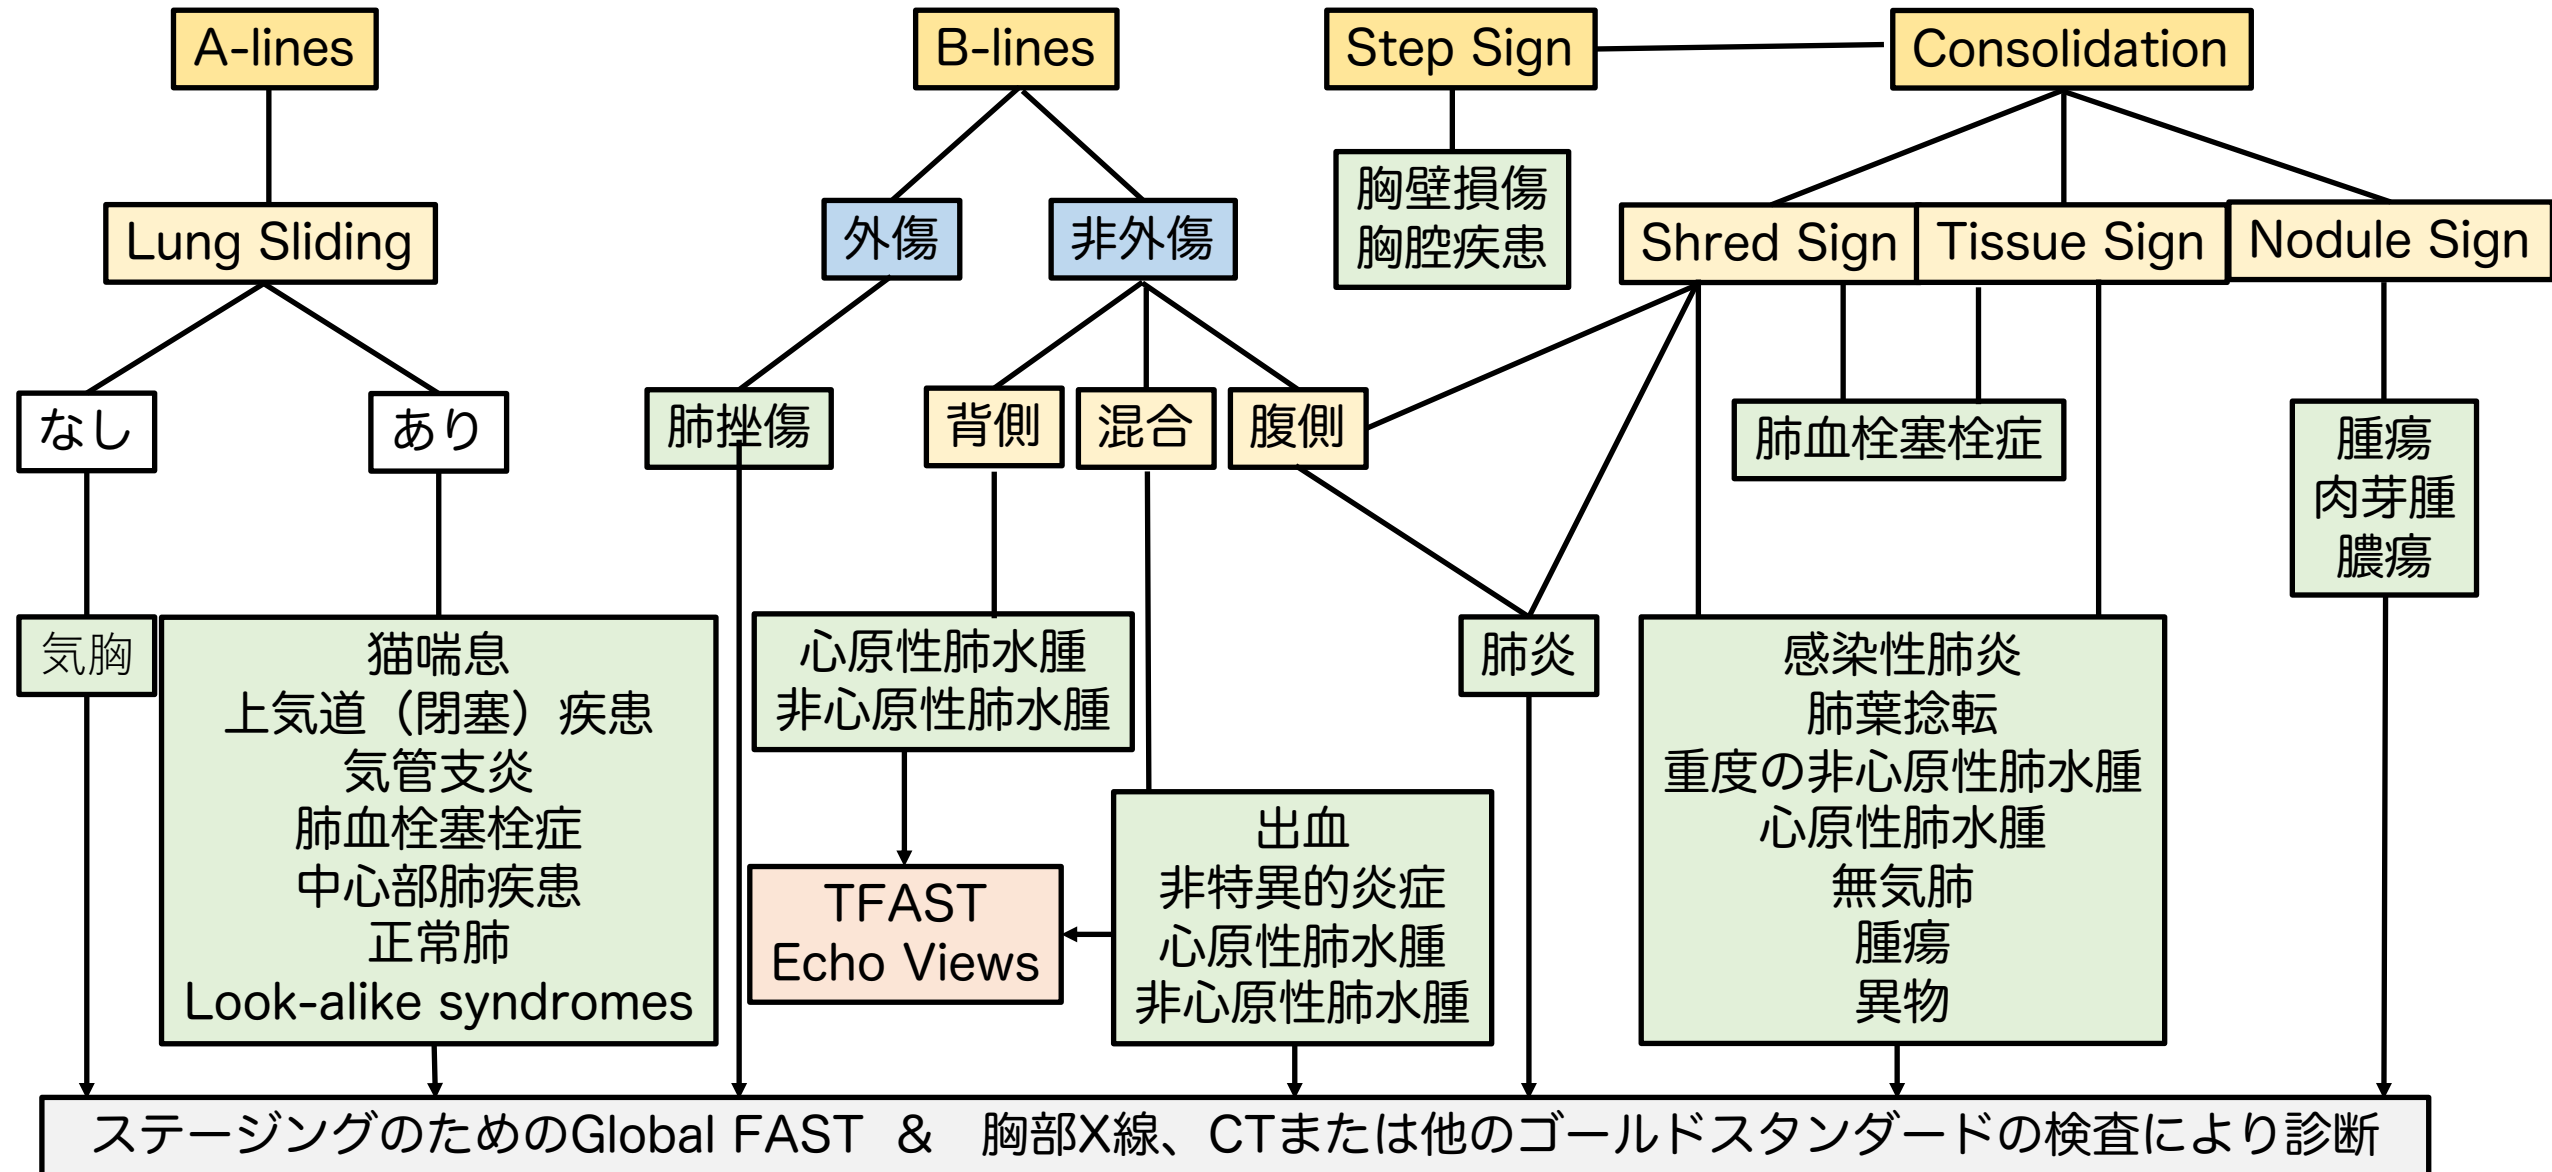 A-lines
B-lines
Step Sign
Consolidation
胸壁損傷
胸腔疾患
Lung Sliding
外傷
非外傷
Shred Sign
Tissue Sign
Nodule Sign
なし
あり
肺挫傷
背側
混合
腹側
肺血栓塞栓症
腫瘍
肉芽腫
膿瘍
気胸
猫喘息
上気道（閉塞）疾患
気管支炎
肺血栓塞栓症
中心部肺疾患
正常肺
Look-alike syndromes
心原性肺水腫
非心原性肺水腫
肺炎
感染性肺炎
肺葉捻転
重度の非心原性肺水腫
心原性肺水腫
無気肺
腫瘍
異物
TFAST
Echo Views
出血
非特異的炎症
心原性肺水腫
非心原性肺水腫
ステージングのためのGlobal FAST ＆　胸部X線、CTまたは他のゴールドスタンダードの検査により診断